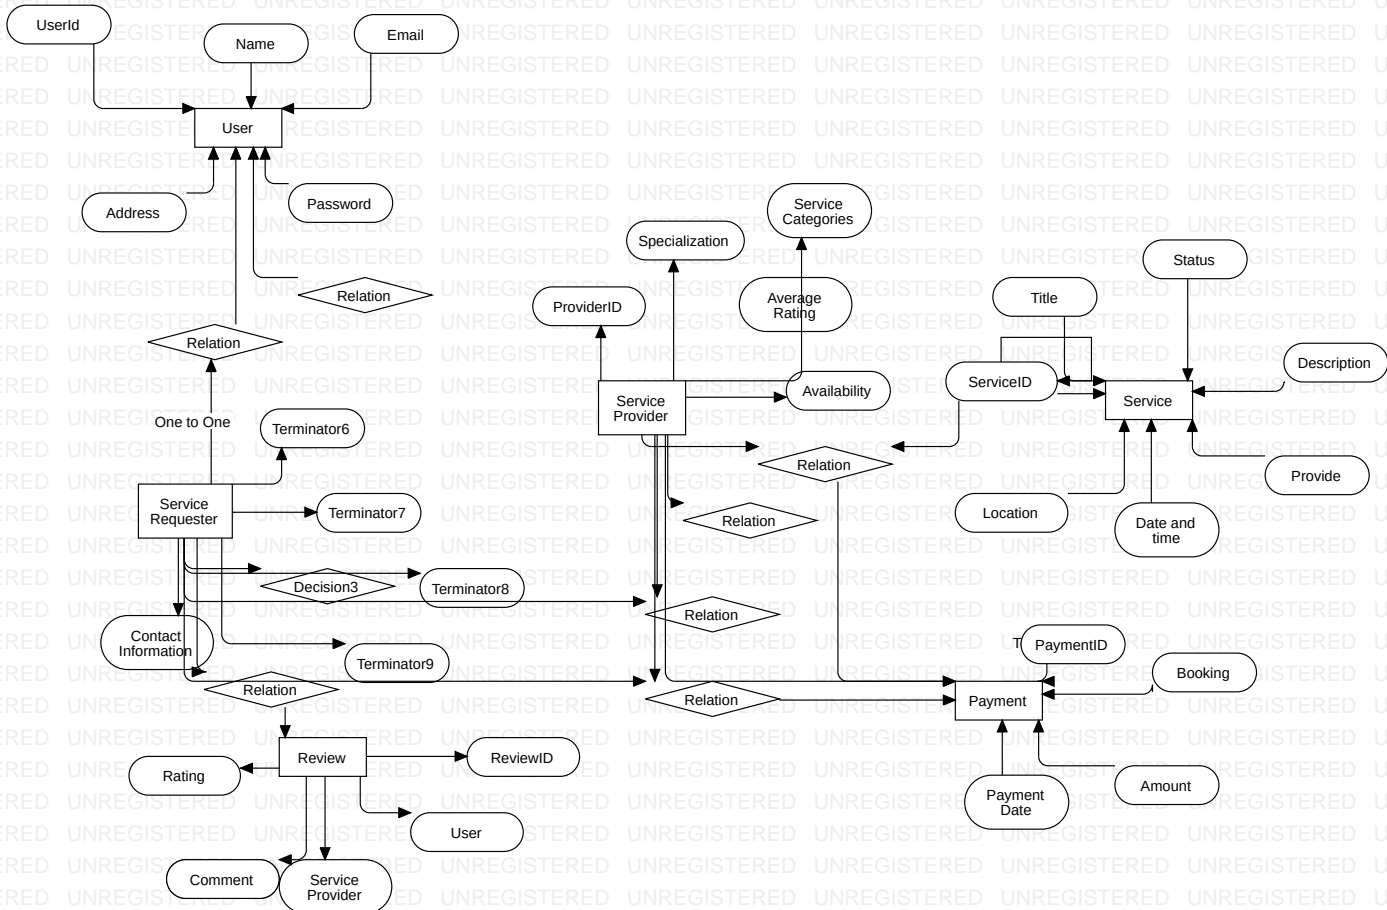 UserId
Name
Email
User
Address
Password
Relation
Relation
One to One
Terminator6
Service
Requester
Terminator7
Decision3
Terminator8
Contact
Information
Terminator9
Relation
Review
ReviewID
Rating
User
Comment
Service
Provider
Service
Categories
Specialization
Average
Rating
ProviderID
Availability
Service
Provider
Relation
Relation
Relation
Relation
Status
Title
Description
ServiceID
Service
Provide
Location
Date and
time
T
PaymentID
Booking
Payment
Amount
Payment
Date
UNREGISTERED